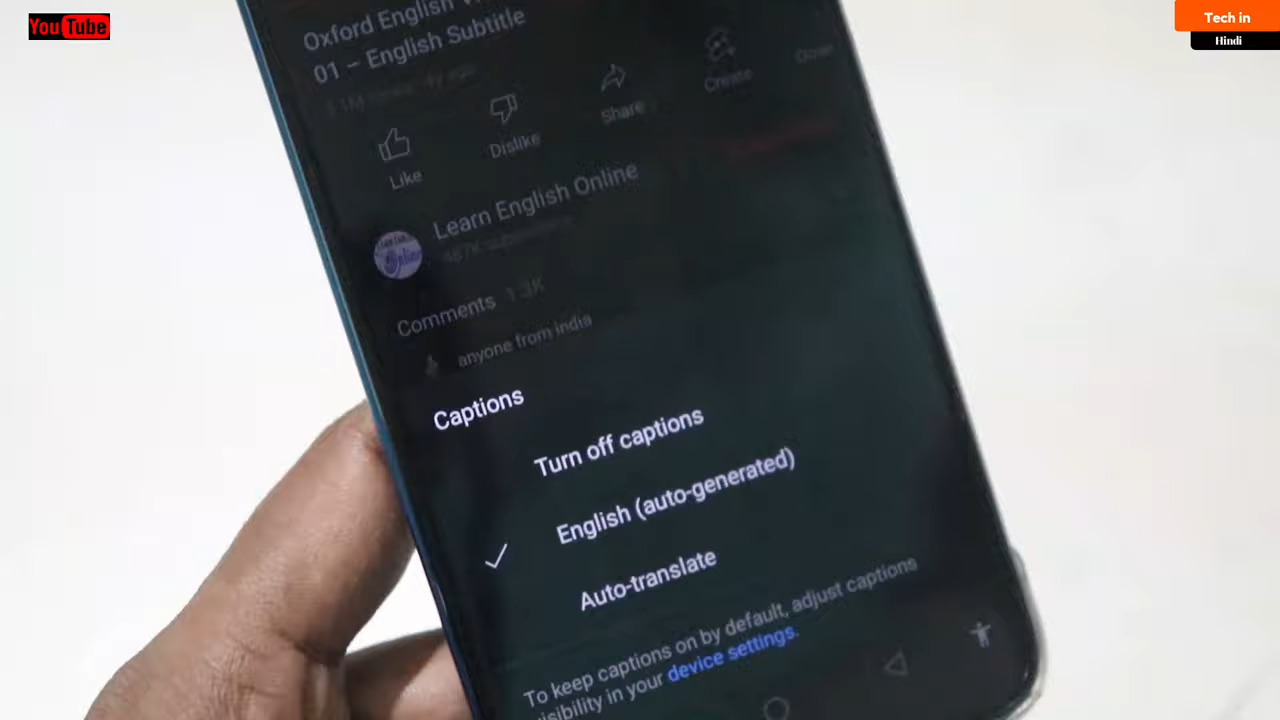 YouTube
Tech in
Hindi
Oxford English
01 – English Subtitle
Like
Dislike
Share
Create
Learn English Online
Comments 1.3K
anyone from india
Captions
Turn off captions
English (auto-generated)
Auto-translate
To keep captions on by default, adjust captions
visibility in your device settings.